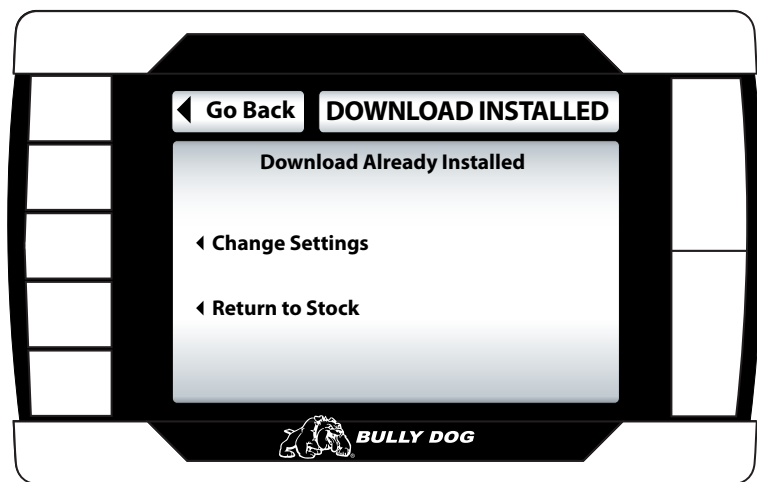 Go Back
DOWNLOAD INSTALLED
Download Already Installed
Change Settings
Return to Stock
BULLY DOG